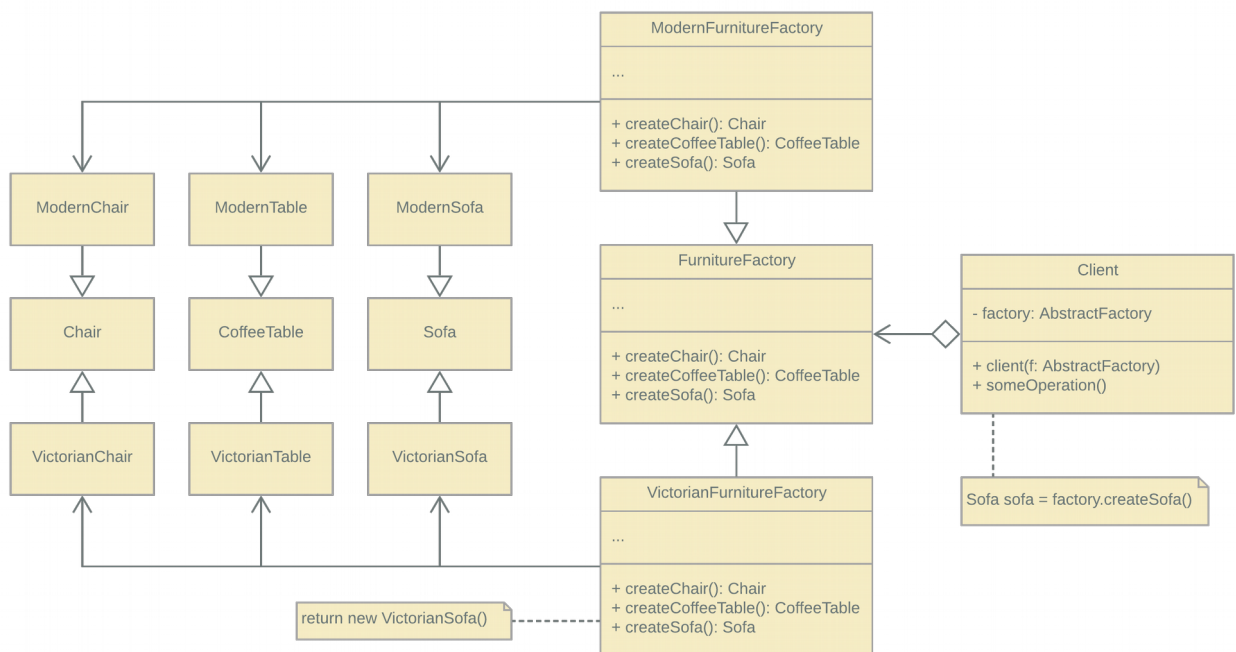 ModernFurnitureFactory
...
+ createChair(): Chair
+ createCoffeeTable(): CoffeeTable
+ createSofa(): Sofa
ModernChair
ModernTable
ModernSofa
FurnitureFactory
...
+ createChair(): Chair
+ createCoffeeTable(): CoffeeTable
+ createSofa(): Sofa
Client
- factory: AbstractFactory
+ client(f: AbstractFactory)
+ someOperation()
Chair
CoffeeTable
Sofa
VictorianChair
VictorianTable
VictorianSofa
VictorianFurnitureFactory
...
+ createChair(): Chair
+ createCoffeeTable(): CoffeeTable
+ createSofa(): Sofa
Sofa sofa = factory.createSofa()
return new VictorianSofa()